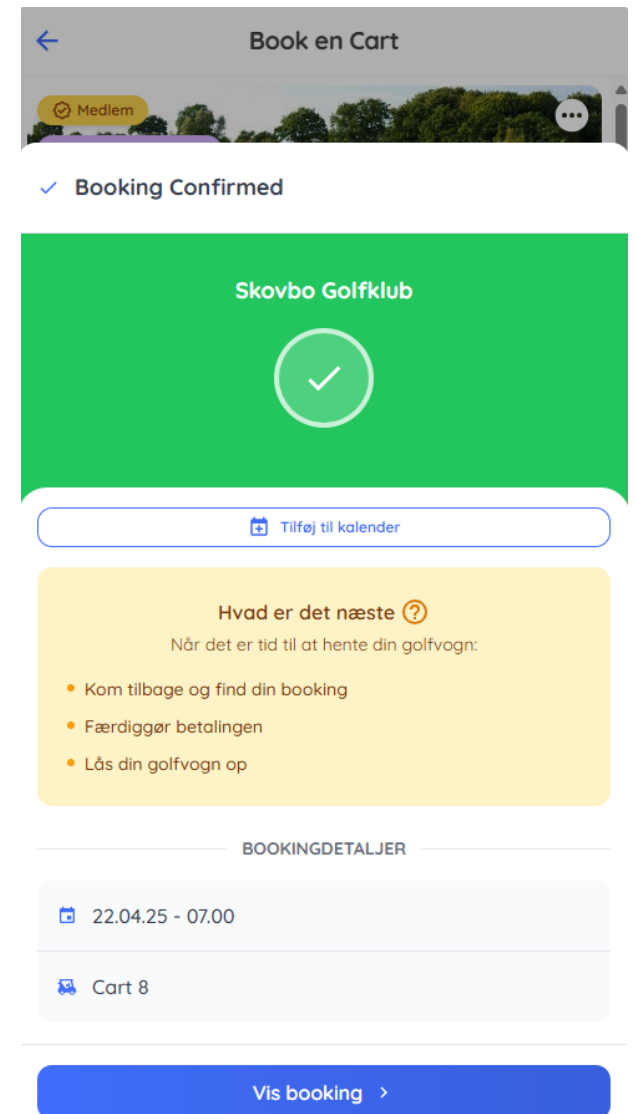 Book en Cart
Medlem
Booking Confirmed
Skovbo Golfklub
Tilføj til kalender
Hvad er det næste
Når det er tid til at hente din golfvogn:
Kom tilbage og find din booking
Færdiggør betalingen
Lås din golfvogn op
BOOKINGDETALJER
22.04.25 - 07.00
Cart 8
Vis booking